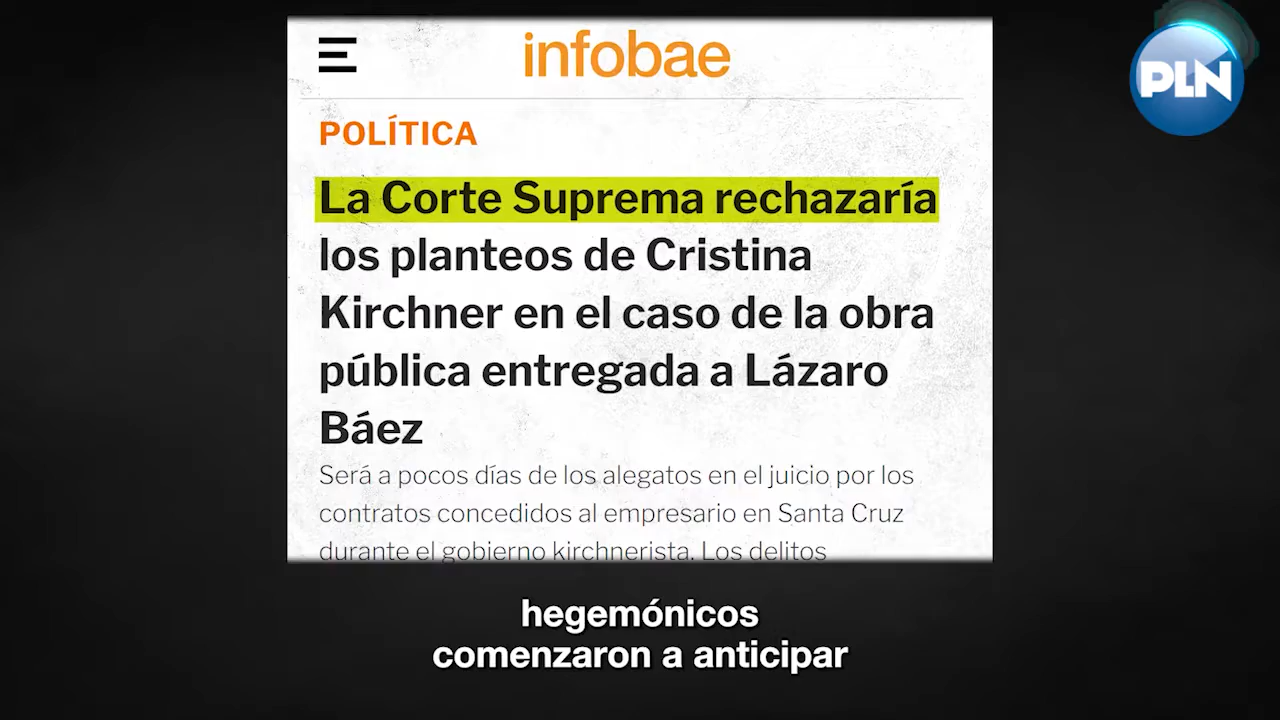 infobae
PLN
POLÍTICA
La Corte Suprema rechazaría
los planteos de Cristina
Kirchner en el caso de la obra
pública entregada a Lázaro
Báez
Será a pocos días de los alegatos en el juicio por los
contratos concedidos al empresario en Santa Cruz
durante el gobierno kirchnerista. Los delitos
hegemónicos
comenzaron a anticipar